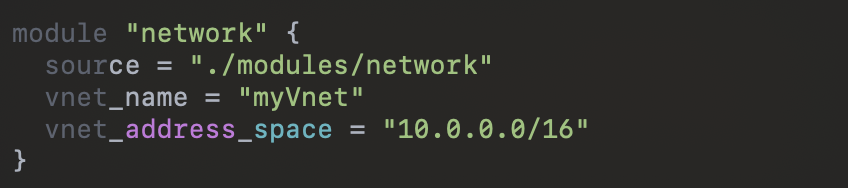 module "network" {
  source = "./modules/network"
  vnet_name = "myVnet"
  vnet_address_space = "10.0.0.0/16"
}